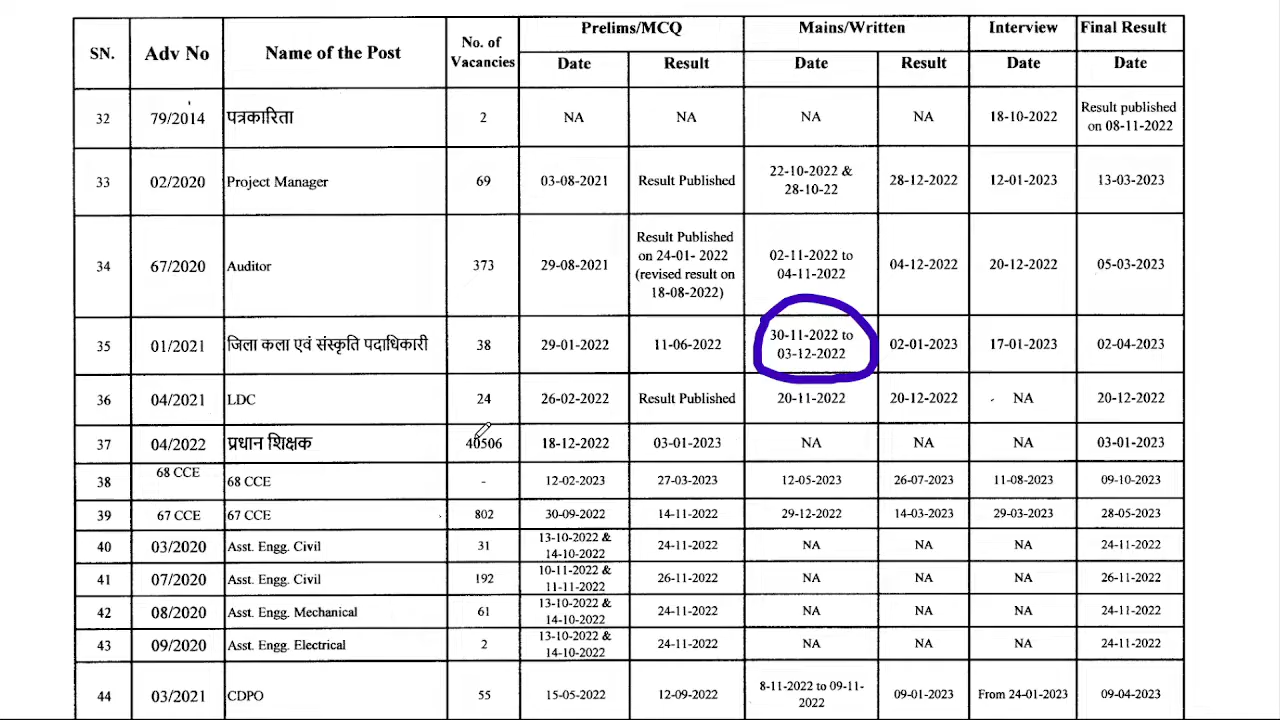 SN. Adv No Name of the Post No. of Vacancies Prelims/MCQ Mains/Written Interview Final Result
Date Result Date Result Date Date
32 79/2014 पत्रकारिता 2 NA NA NA NA 18-10-2022 Result published on 08-11-2022
33 02/2020 Project Manager 69 03-08-2021 Result Published 22-10-2022 & 28-10-22 28-12-2022 12-01-2023 13-03-2023
34 67/2020 Auditor 373 29-08-2021 Result Published on 24-01- 2022 (revised result on 18-08-2022) 02-11-2022 to 04-11-2022 04-12-2022 20-12-2022 05-03-2023
35 01/2021 जिला कला एवं संस्कृति पदाधिकारी 38 29-01-2022 11-06-2022 30-11-2022 to 03-12-2022 02-01-2023 17-01-2023 02-04-2023
36 04/2021 LDC 24 26-02-2022 Result Published 20-11-2022 20-12-2022 NA 20-12-2022
37 04/2022 प्रधान शिक्षक 40506 18-12-2022 03-01-2023 NA NA NA 03-01-2023
38 68 CCE 68 CCE - 12-02-2023 27-03-2023 12-05-2023 26-07-2023 11-08-2023 09-10-2023
39 67 CCE 67 CCE 802 30-09-2022 14-11-2022 29-12-2022 14-03-2023 29-03-2023 28-05-2023
40 03/2020 Asst. Engg. Civil 31 13-10-2022 & 14-10-2022 24-11-2022 NA NA NA 24-11-2022
41 07/2020 Asst. Engg. Civil 192 10-11-2022 & 11-11-2022 26-11-2022 NA NA NA 26-11-2022
42 08/2020 Asst. Engg. Mechanical 61 13-10-2022 & 14-10-2022 24-11-2022 NA NA NA 24-11-2022
43 09/2020 Asst. Engg. Electrical 2 13-10-2022 & 14-10-2022 24-11-2022 NA NA NA 24-11-2022
44 03/2021 CDPO 55 15-05-2022 12-09-2022 8-11-2022 to 09-11-2022 09-01-2023 From 24-01-2023 09-04-2023